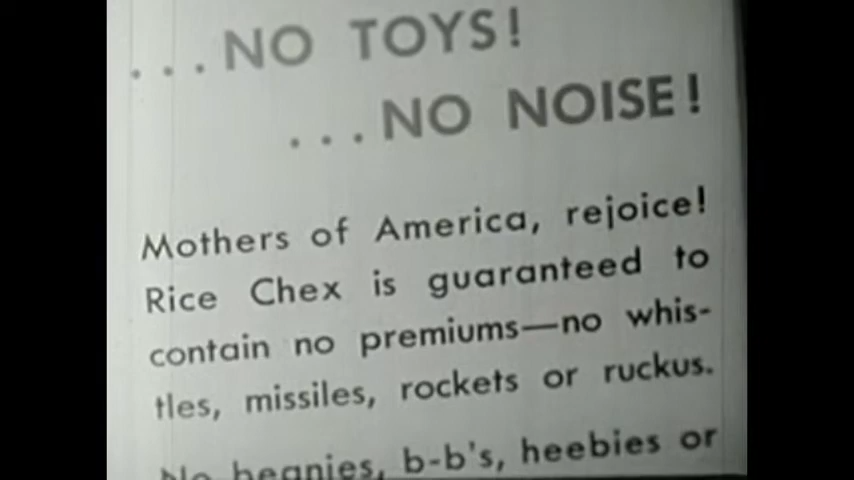 ...NO TOYS!
...NO NOISE!
Mothers of America, rejoice!
Rice Chex is guaranteed to
contain no premiums—no whis-
tles, missiles, rockets or ruckus.
No beanies, b-b's, heebies or